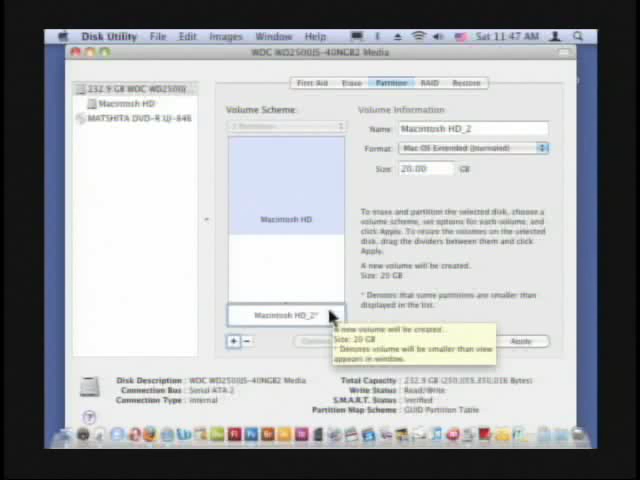 Disk Utility File Edit Images Window Help Sat 11:47 AM
WDC WD2500JS-40NGB2 Media
232.9 GB WDC WD2500J...
Macintosh HD
MATSHITA DVD-R UJ-846
First Aid Erase Partition RAID Restore
Volume Scheme:
Volume Information
Name: Macintosh HD_2
Format: Mac OS Extended (Journaled)
Size: 20.00 GB
Macintosh HD
To erase and partition the selected disk, choose a
volume scheme, set options for each volume, and
click Apply. To resize the volumes on the selected
disk, drag the dividers between them and click
Apply.
A new volume will be created.
Size: 20 GB
* Denotes that some partitions are smaller than
displayed in the list.
Macintosh HD_2*
A new volume will be created.
Size: 20 GB
* Denotes volume will be smaller than view
appears in window.
+ −
Apply
Disk Description : WDC WD2500JS-40NGB2 Media
Connection Bus : Serial ATA 2
Connection Type : Internal
Total Capacity : 232.9 GB (250,059,350,016 Bytes)
Write Status : Read/Write
S.M.A.R.T. Status : Verified
Partition Map Scheme : GUID Partition Table
?